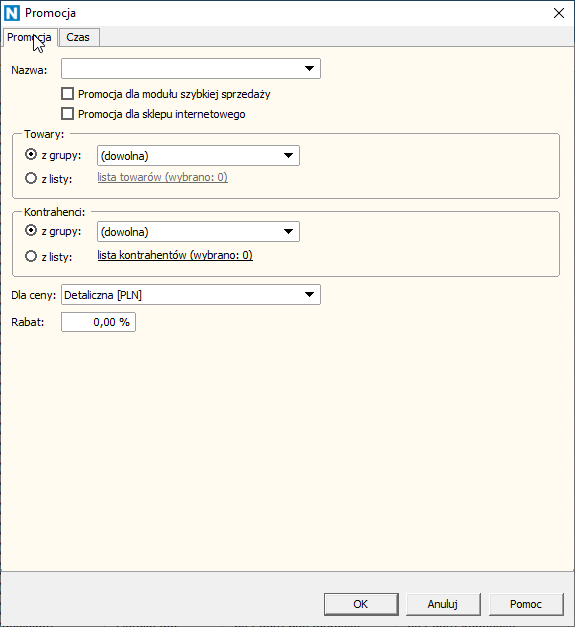 N Promocja
Promocja Czas
Nazwa:
Promocja dla modułu szybkiej sprzedaży
Promocja dla sklepu internetowego
Towary:
z grupy: (dowolna)
z listy: lista towarów (wybrano: 0)
Kontrahenci:
z grupy: (dowolna)
z listy: lista kontrahentów (wybrano: 0)
Dla ceny: Detaliczna [PLN]
Rabat: 0,00 %
OK Anuluj Pomoc